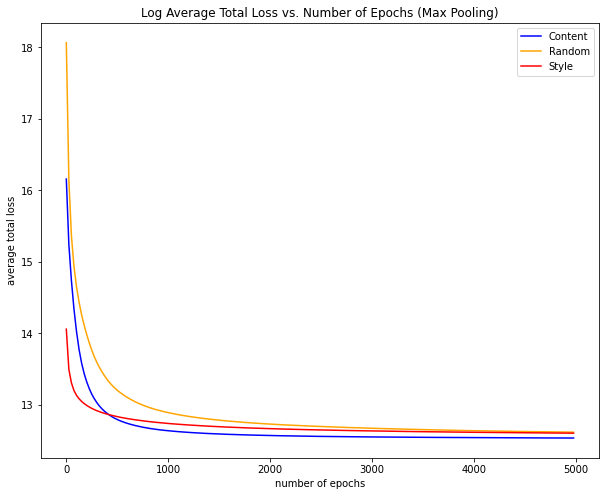 Log Average Total Loss vs. Number of Epochs (Max Pooling)
Content
Random
Style
average total loss
18
17
16
15
14
13
0 1000 2000 3000 4000 5000
number of epochs